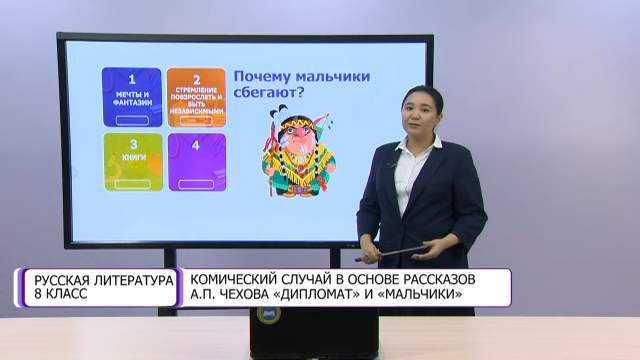 Почему мальчики
сбегают?
1
МЕЧТЫ И
ФАНТАЗИИ
2
СТРЕМЛЕНИЕ
ПОВЗРОСЛЕТЬ И
БЫТЬ
НЕЗАВИСИМЫМИ
3
КНИГИ
4
РУССКАЯ ЛИТЕРАТУРА
8 КЛАСС
КОМИЧЕСКИЙ СЛУЧАЙ В ОСНОВЕ РАССКАЗОВ
А.П. ЧЕХОВА «ДИПЛОМАТ» И «МАЛЬЧИКИ»